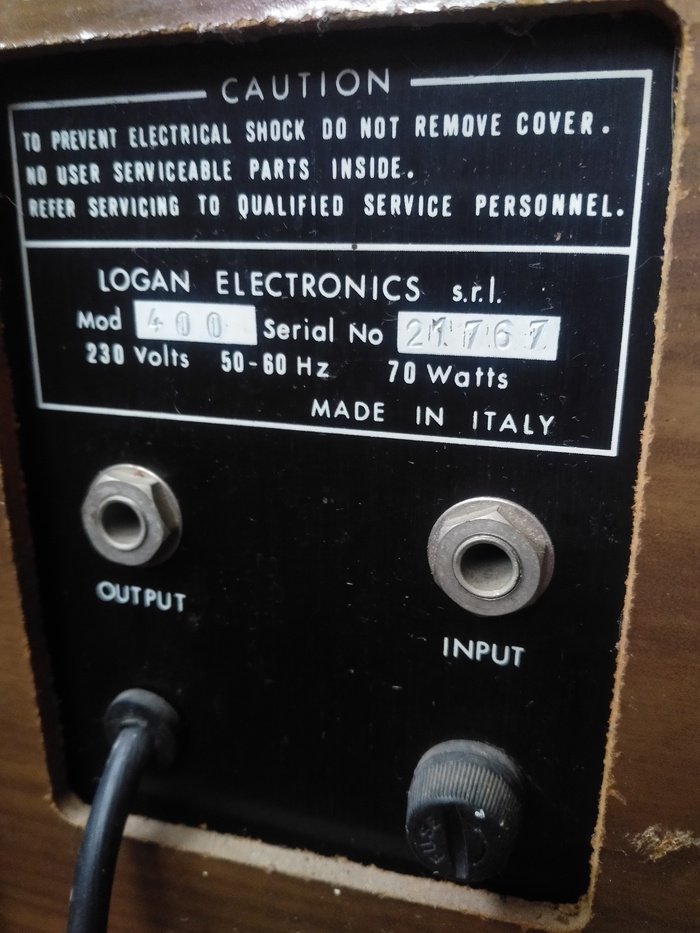 CAUTION
TO PREVENT ELECTRICAL SHOCK DO NOT REMOVE COVER.
NO USER SERVICEABLE PARTS INSIDE.
REFER SERVICING TO QUALIFIED SERVICE PERSONNEL.
LOGAN ELECTRONICS s.r.l.
Mod 400 Serial No
230 Volts 50-60 Hz 70 Watts
MADE IN ITALY
OUTPUT
INPUT